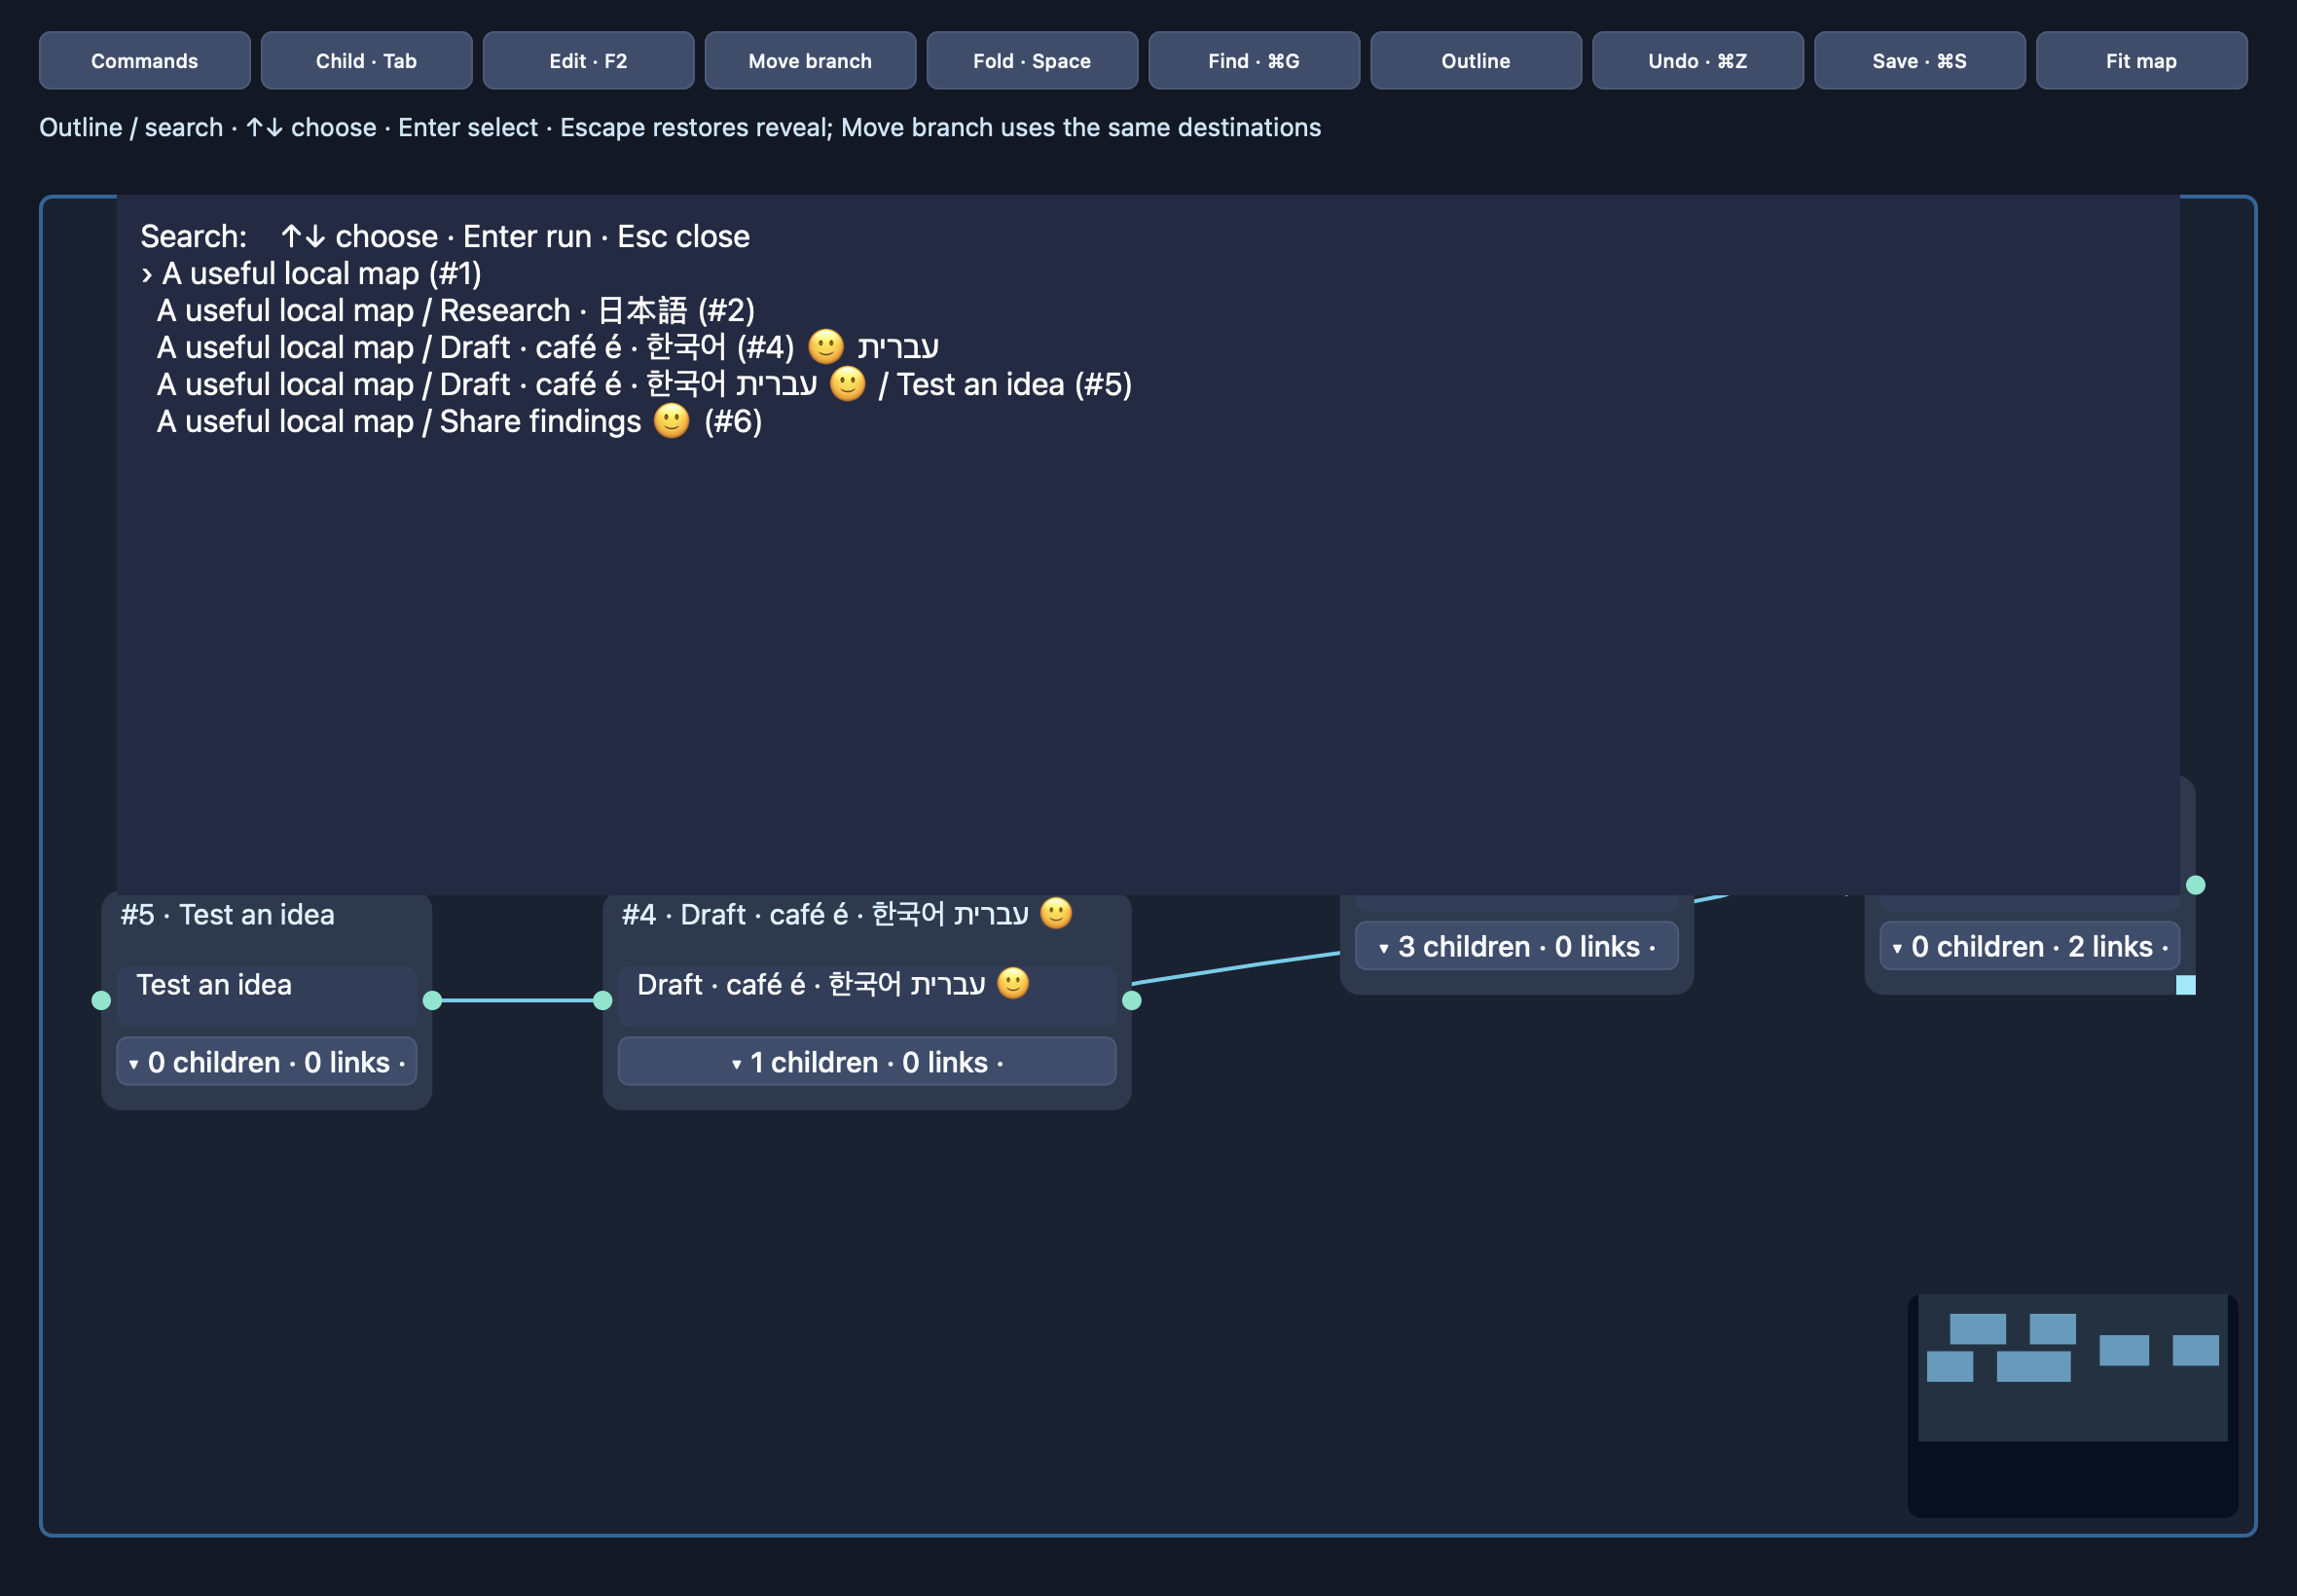 Commands
Child · Tab
Edit · F2
Move branch
Fold · Space
Find · ⌘G
Outline
Undo · ⌘Z
Save · ⌘S
Fit map
Outline / search · ↑↓ choose · Enter select · Escape restores reveal; Move branch uses the same destinations
Search: ↑↓ choose · Enter run · Esc close
› A useful local map (#1)
A useful local map / Research · 日本語 (#2)
A useful local map / Draft · café é · 한국어 (#4) 🙂 עברית
A useful local map / Draft · café é · 한국어 עברית 🙂 / Test an idea (#5)
A useful local map / Share findings 🙂 (#6)
#5 · Test an idea
Test an idea
▾ 0 children · 0 links ·
#4 · Draft · café é · 한국어 עברית 🙂
Draft · café é · 한국어 עברית 🙂
▾ 1 children · 0 links ·
▾ 3 children · 0 links ·
▾ 0 children · 2 links ·